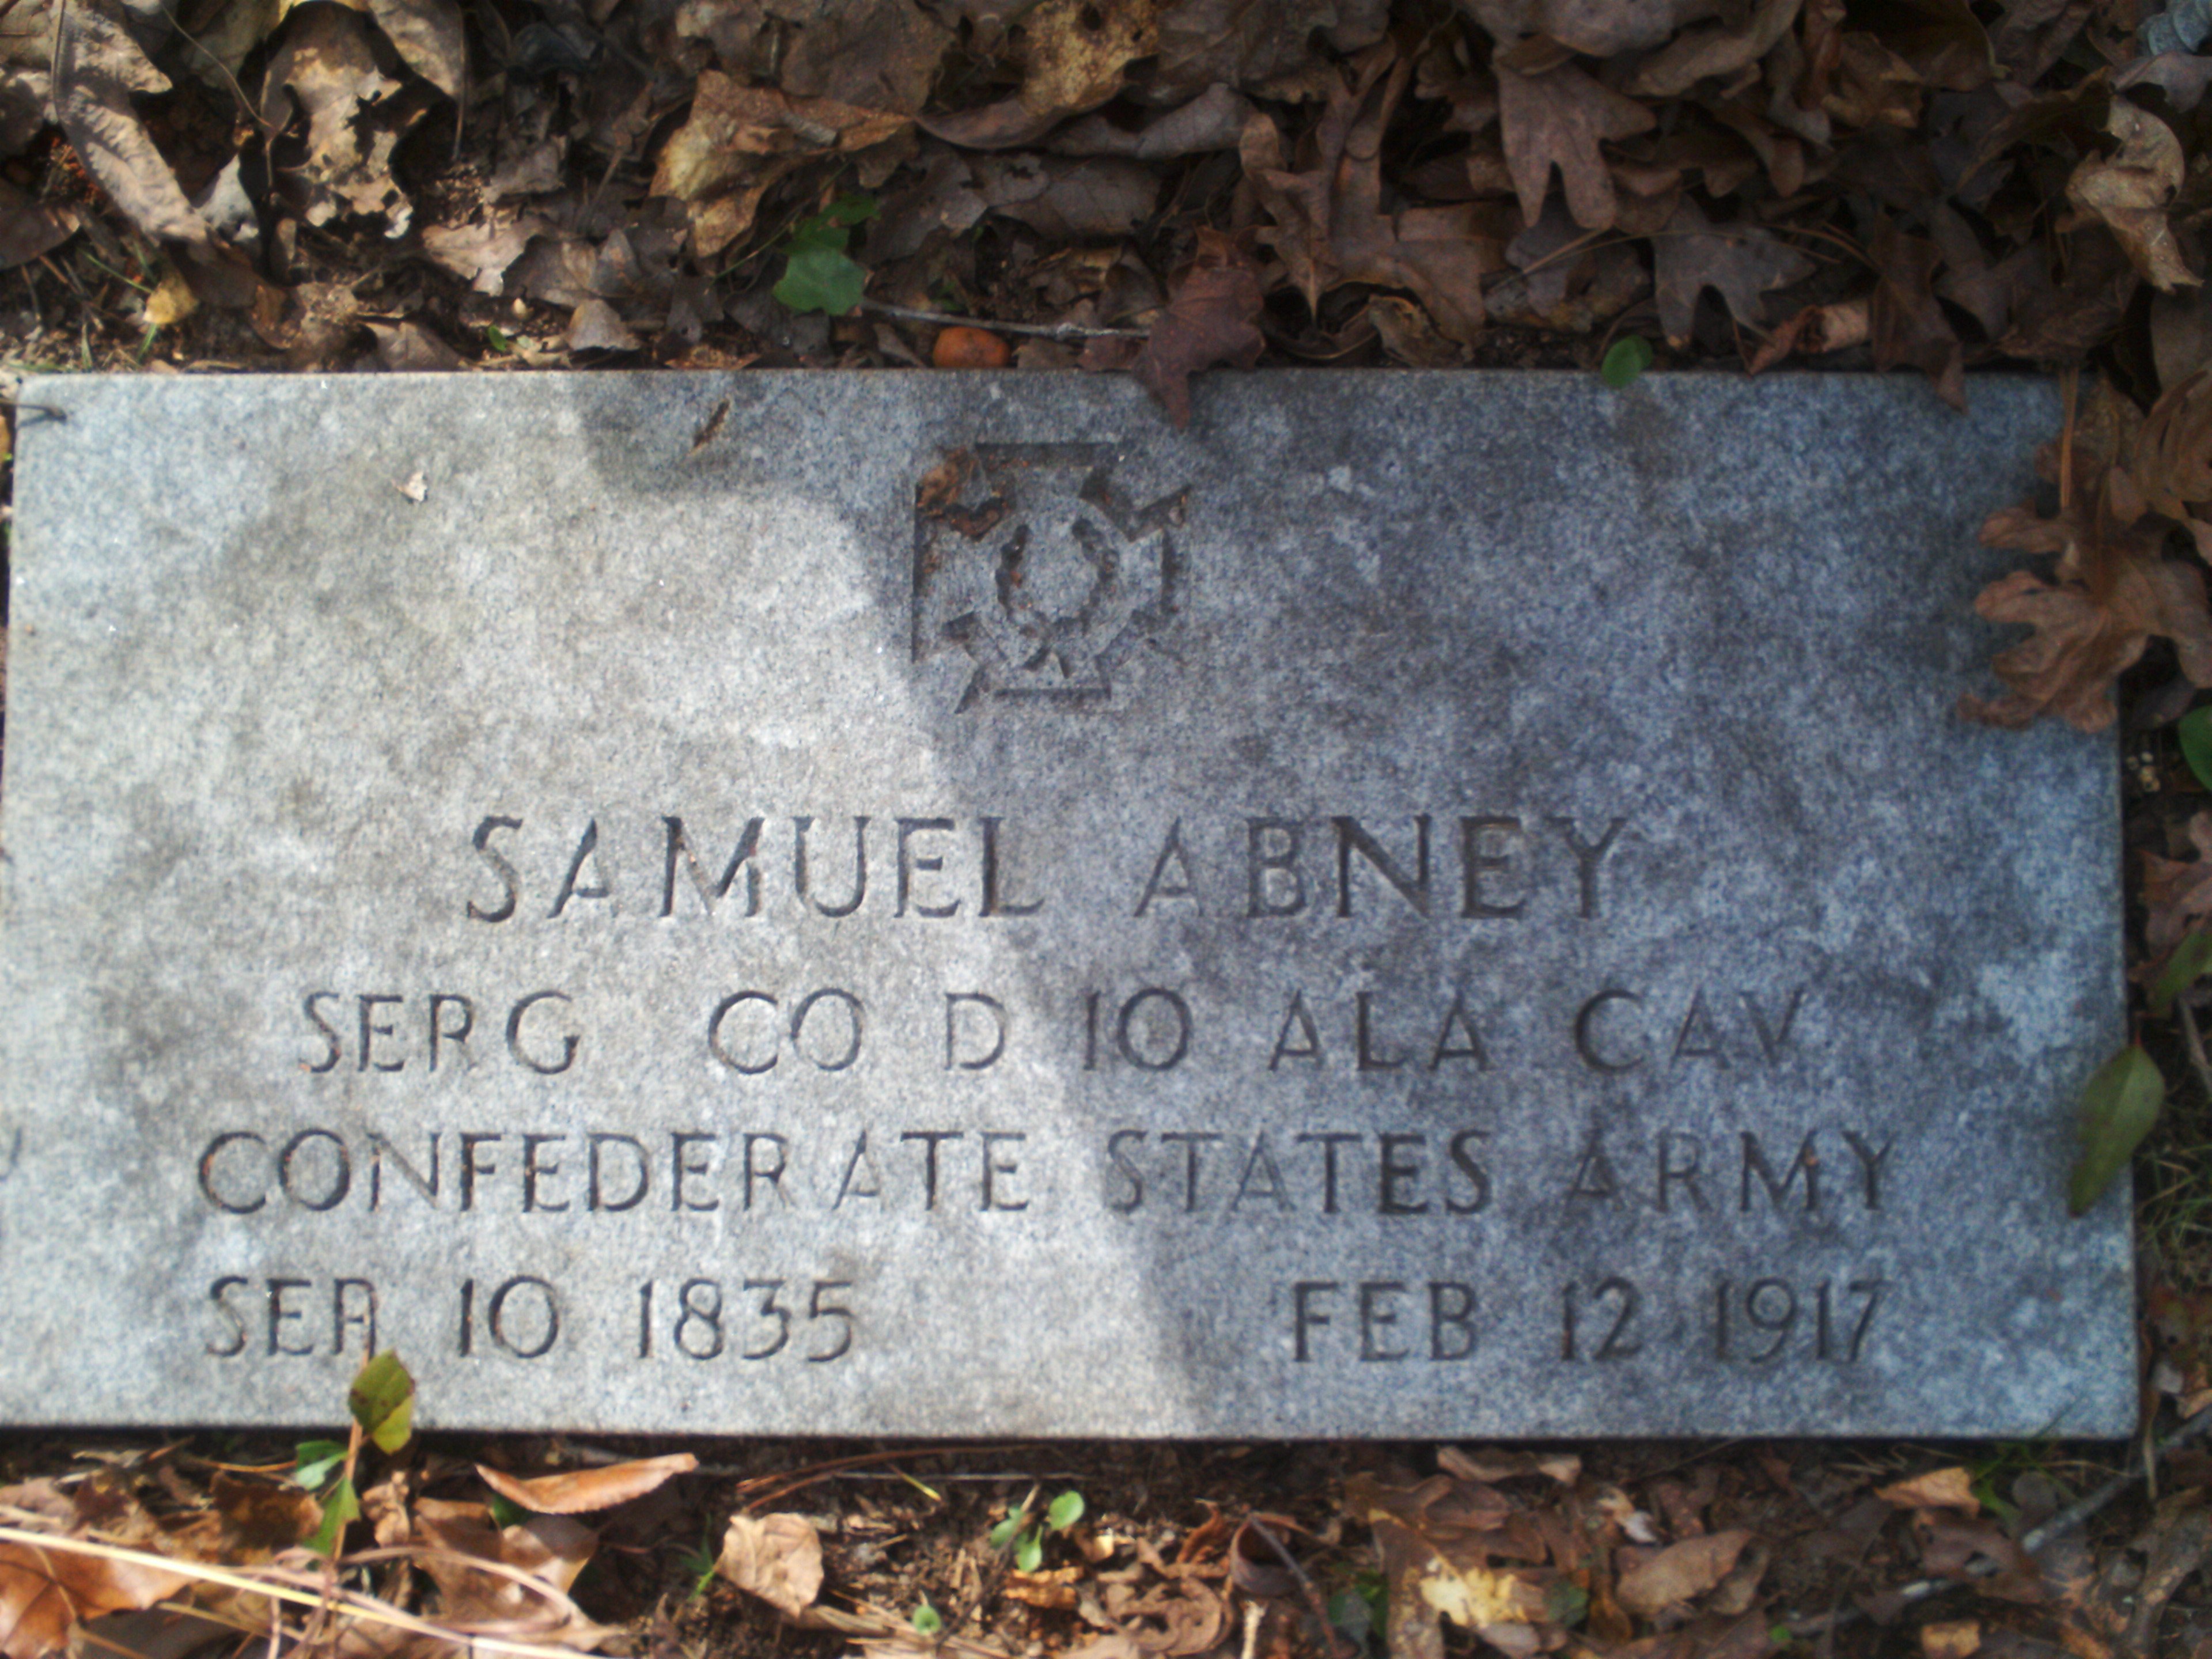 SAMUEL ABNEY
SERG CO D 10 ALA CAV
CONFEDERATE STATES ARMY
SEP 10 1835 FEB 12 1917